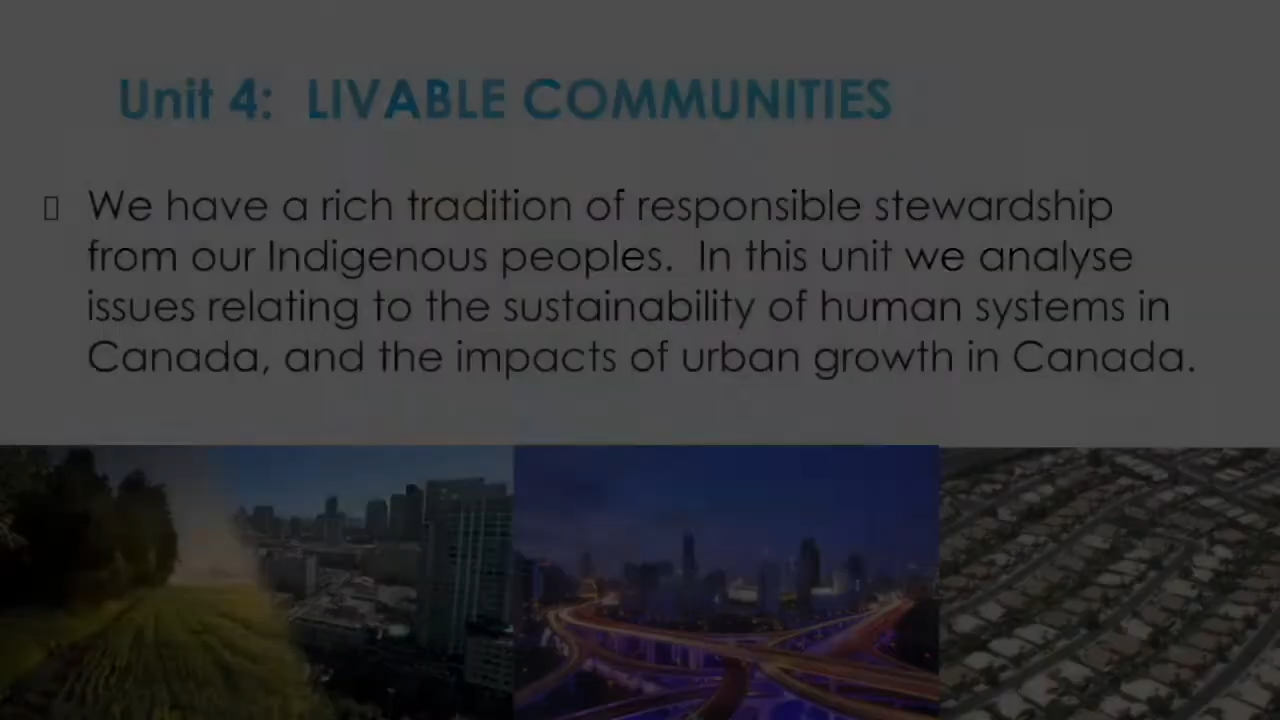 Unit 4: LIVABLE COMMUNITIES
We have a rich tradition of responsible stewardship
from our Indigenous peoples. In this unit we analyse
issues relating to the sustainability of human systems in
Canada, and the impacts of urban growth in Canada.